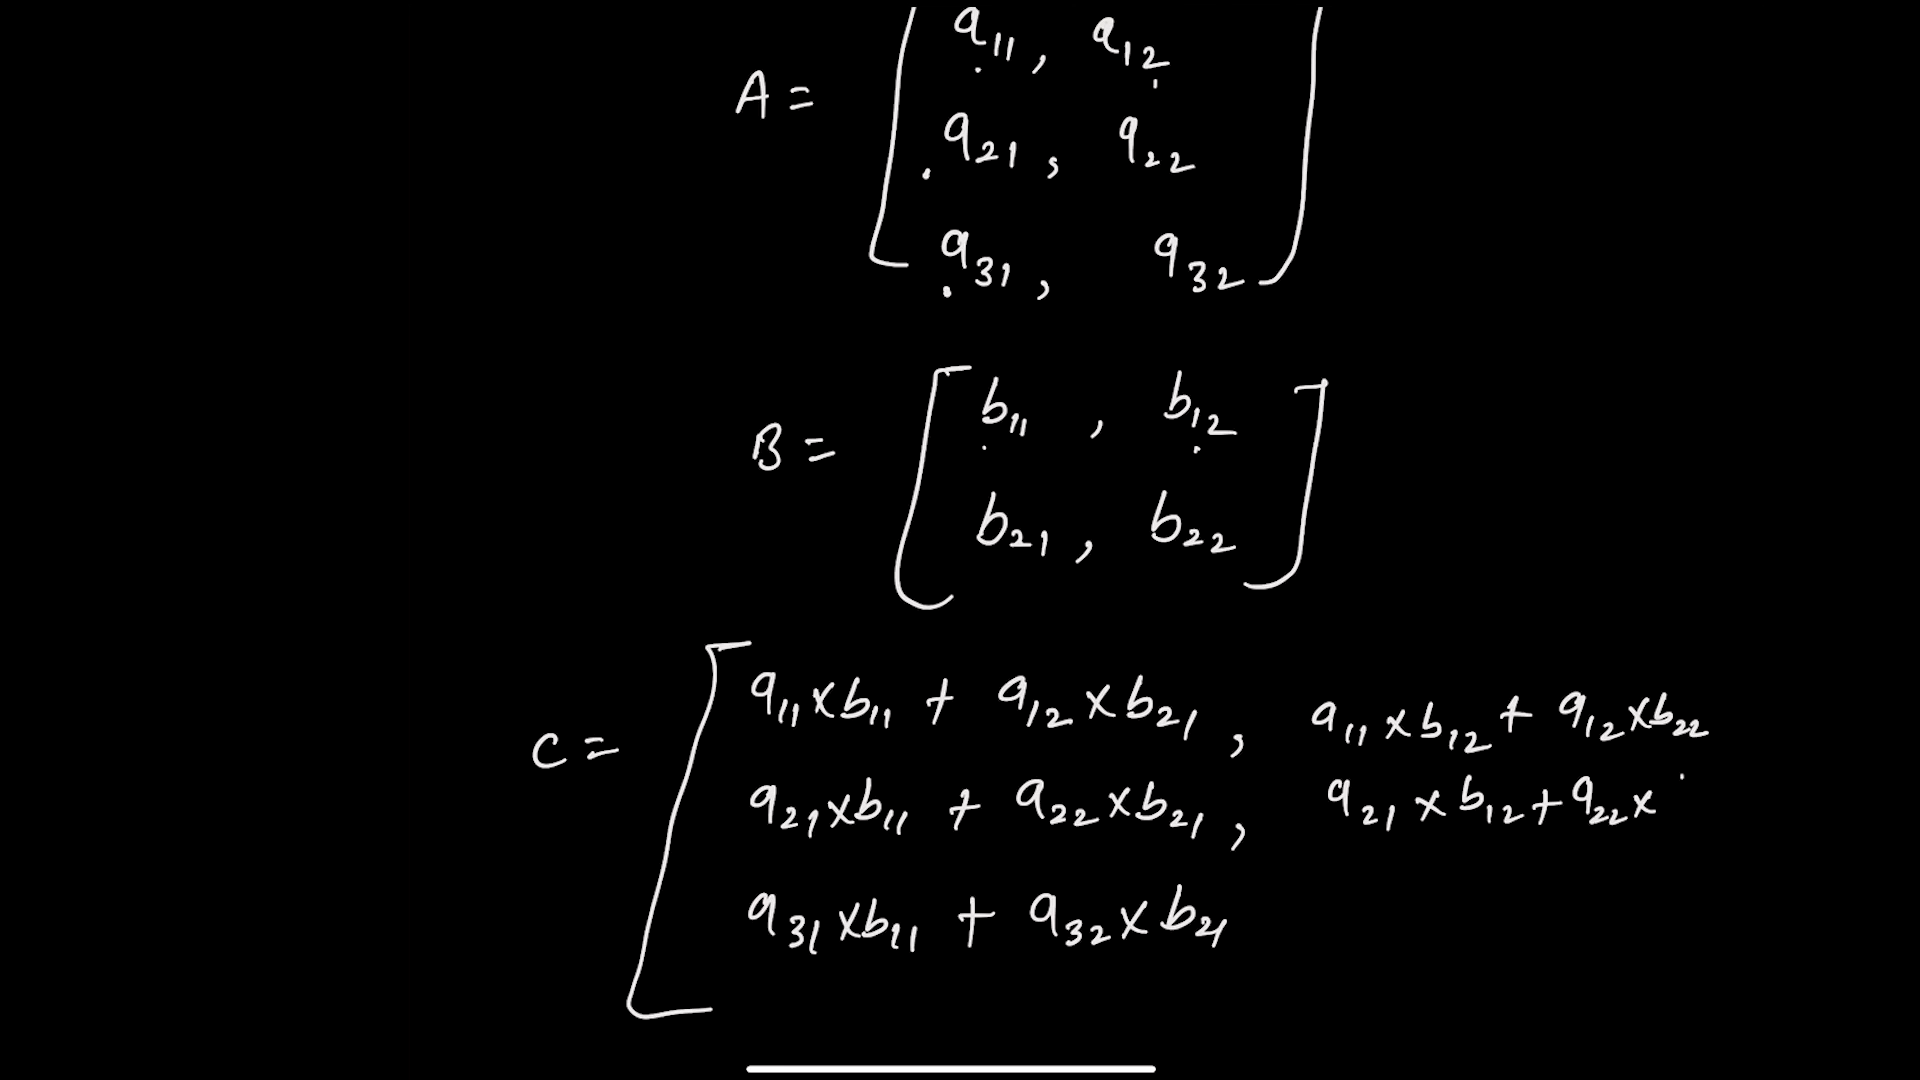 a11, a12
A =
a21, a22
a31, a32
b11, b12
B =
b21, b22
a11×b11 + a12×b21, a11×b12 + a12×b22
C =
a21×b11 + a22×b21, a21×b12 + a22×
a31×b11 + a32×b21